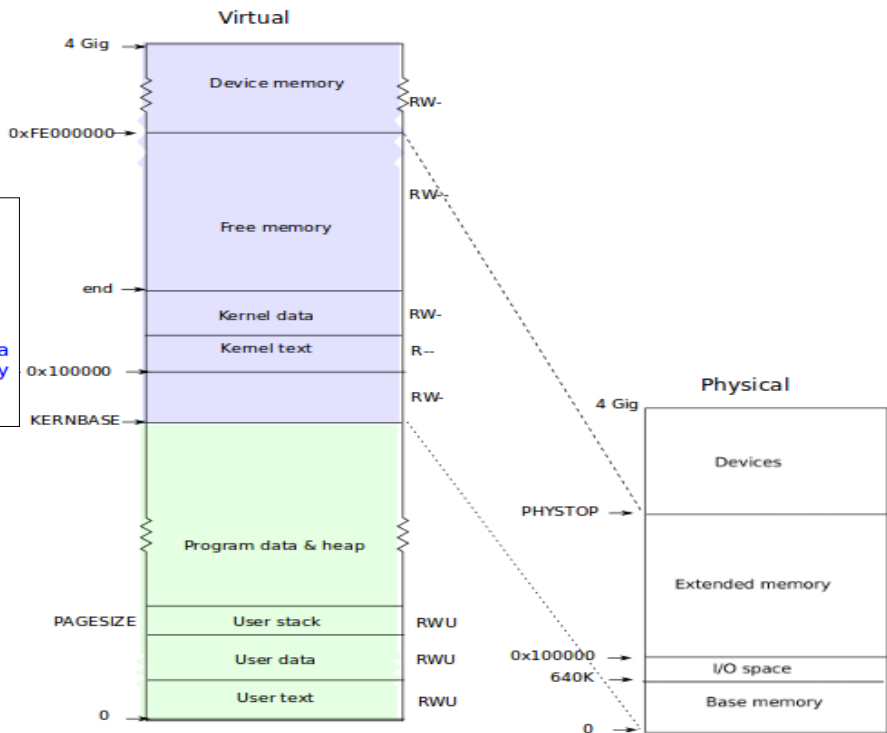 Virtual
4 Gig
Device memory
RW-
0xFE000000
RW--
Free memory
end
Kernel data
RW-
Kernel text
R--
a
0x100000
y
RW-
KERNBASE
Program data & heap
PAGESIZE
User stack
RWU
User data
RWU
User text
RWU
0
Physical
4 Gig
Devices
PHYSTOP
Extended memory
0x100000
I/O space
640K
Base memory
0